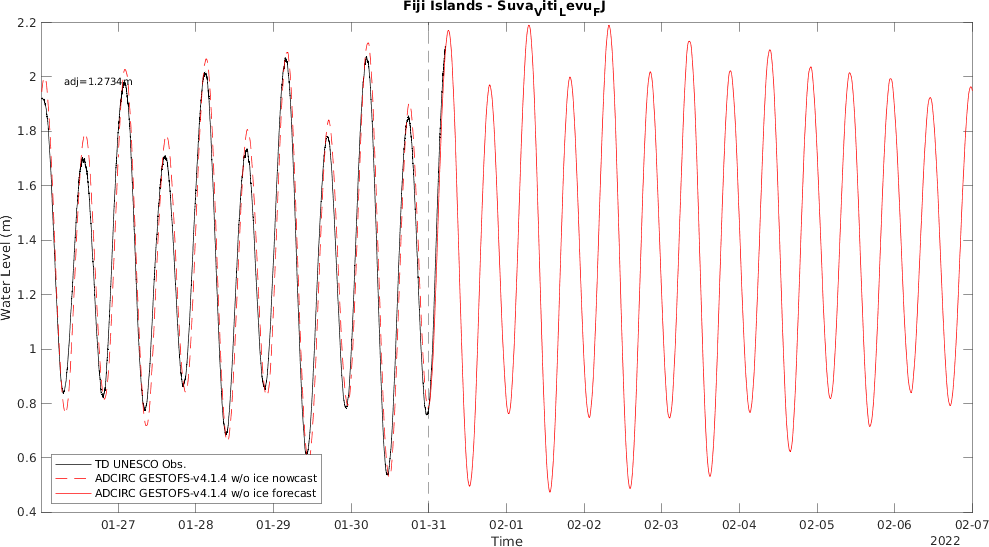 Fiji Islands - Suva_Viti_Levu_FJ
2.2
2
1.8
1.6
1.4
1.2
1
0.8
0.6
0.4
Water Level (m)
adj=1.2734m
TD UNESCO Obs.
ADCIRC GESTOFS-v4.1.4 w/o ice nowcast
ADCIRC GESTOFS-v4.1.4 w/o ice forecast
01-27 01-28 01-29 01-30 01-31 02-01 02-02 02-03 02-04 02-05 02-06 02-07
Time
2022